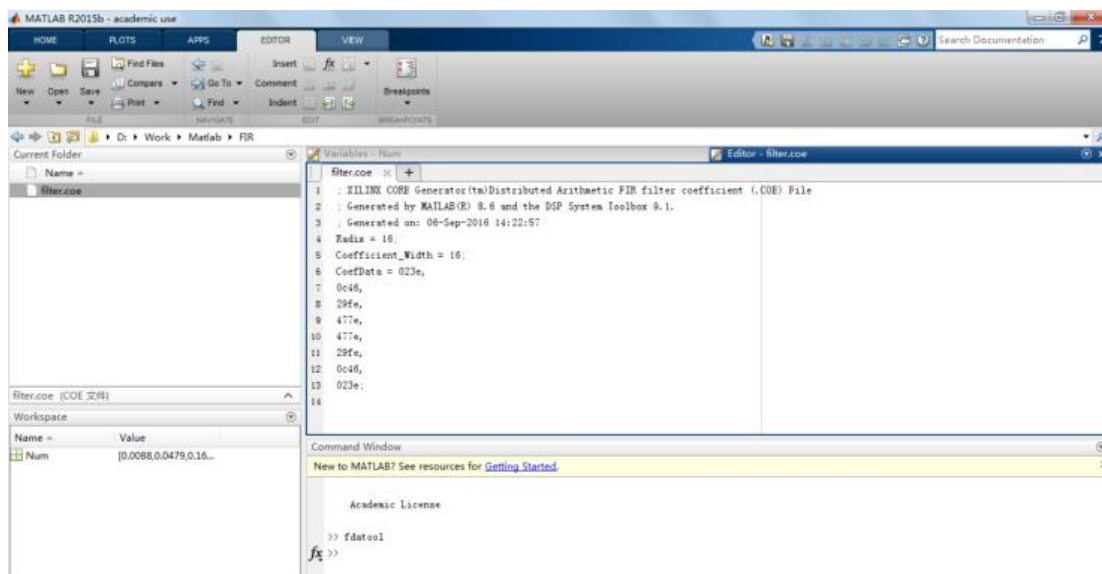 MATLAB R2015b - academic use
HOME PLOTS APPS EDITOR VIEW
Search Documentation
New Open Save
Find Files
Compare
Print
Go To
Find
Insert
Comment
Indent
fx
Breakpoints
FILE NAVIGATE EDIT BREAKPOINTS
D: Work Matlab FIR
Current Folder
Name
filter.coe
filter.coe (COE 文件)
Workspace
Name Value
Num [0.0088,0.0479,0.16...
Variables - Num
Editor - filter.coe
filter.coe
1 ; XILINX CORE Generator(tm)Distributed Arithmetic FIR filter coefficient (.COE) File
2 ; Generated by MATLAB(R) 8.6 and the DSP System Toolbox 9.1.
3 ; Generated on: 06-Sep-2016 14:22:57
4 Radix = 16;
5 Coefficient_Width = 16;
6 CoefData = 023e,
7 0c46,
8 29fe,
9 477e,
10 477e,
11 29fe,
12 0c46,
13 023e;
14
Command Window
New to MATLAB? See resources for Getting Started.
Academic License
>> fdatool
fx >>